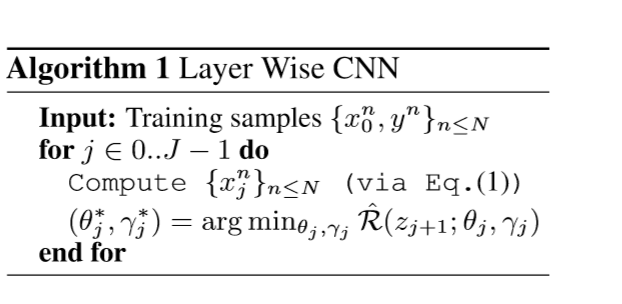 Algorithm 1 Layer Wise CNN
Input: Training samples {x_0^n, y^n}_{n≤N}
for j ∈ 0..J − 1 do
Compute {x_j^n}_{n≤N} (via Eq.(1))
(θ_j^*, γ_j^*) = arg min_{θ_j,γ_j} R̂(z_{j+1}; θ_j, γ_j)
end for